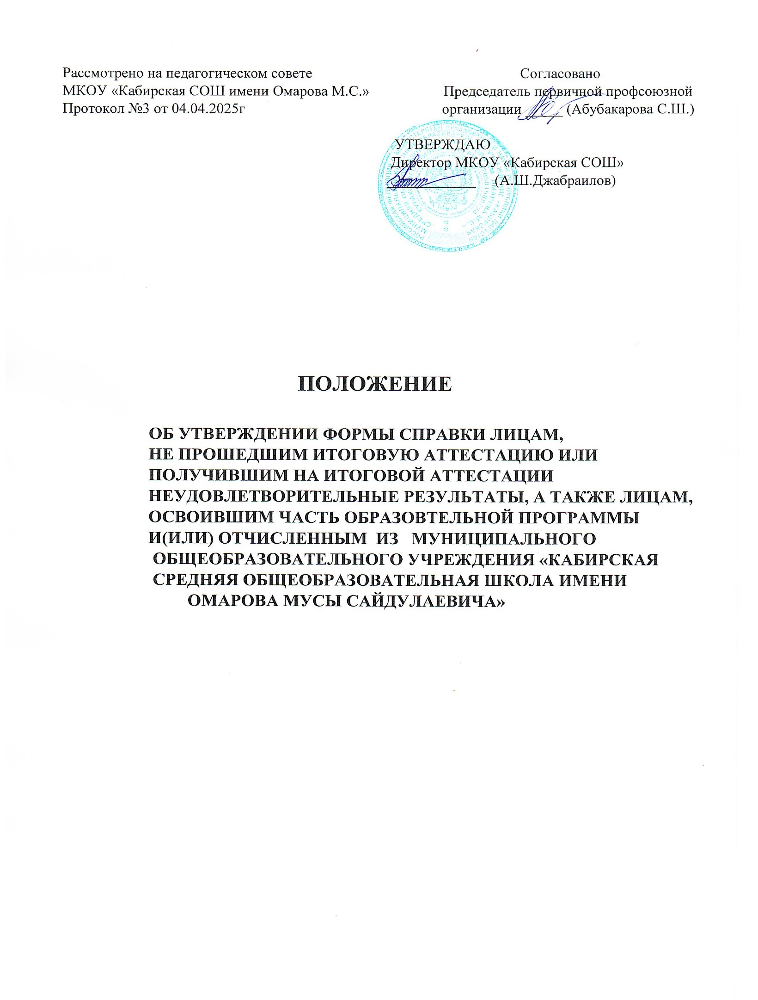 Рассмотрено на педагогическом совете
МКОУ «Кабирская СОШ имени Омарова М.С.»
Протокол №3 от 04.04.2025г
Согласовано
Председатель первичной профсоюзной
организации _____ (Абубакарова С.Ш.)
УТВЕРЖДАЮ
Директор МКОУ «Кабирская СОШ»
____________ (А.Ш.Джабраилов)
ПОЛОЖЕНИЕ
ОБ УТВЕРЖДЕНИИ ФОРМЫ СПРАВКИ ЛИЦАМ,
НЕ ПРОШЕДШИМ ИТОГОВУЮ АТТЕСТАЦИЮ ИЛИ
ПОЛУЧИВШИМ НА ИТОГОВОЙ АТТЕСТАЦИИ
НЕУДОВЛЕТВОРИТЕЛЬНЫЕ РЕЗУЛЬТАТЫ, А ТАКЖЕ ЛИЦАМ,
ОСВОИВШИМ ЧАСТЬ ОБРАЗОВТЕЛЬНОЙ ПРОГРАММЫ
И(ИЛИ) ОТЧИСЛЕННЫМ ИЗ МУНИЦИПАЛЬНОГО
ОБЩЕОБРАЗОВАТЕЛЬНОГО УЧРЕЖДЕНИЯ «КАБИРСКАЯ
СРЕДНЯЯ ОБЩЕОБРАЗОВАТЕЛЬНАЯ ШКОЛА ИМЕНИ
ОМАРОВА МУСЫ САЙДУЛАЕВИЧА»